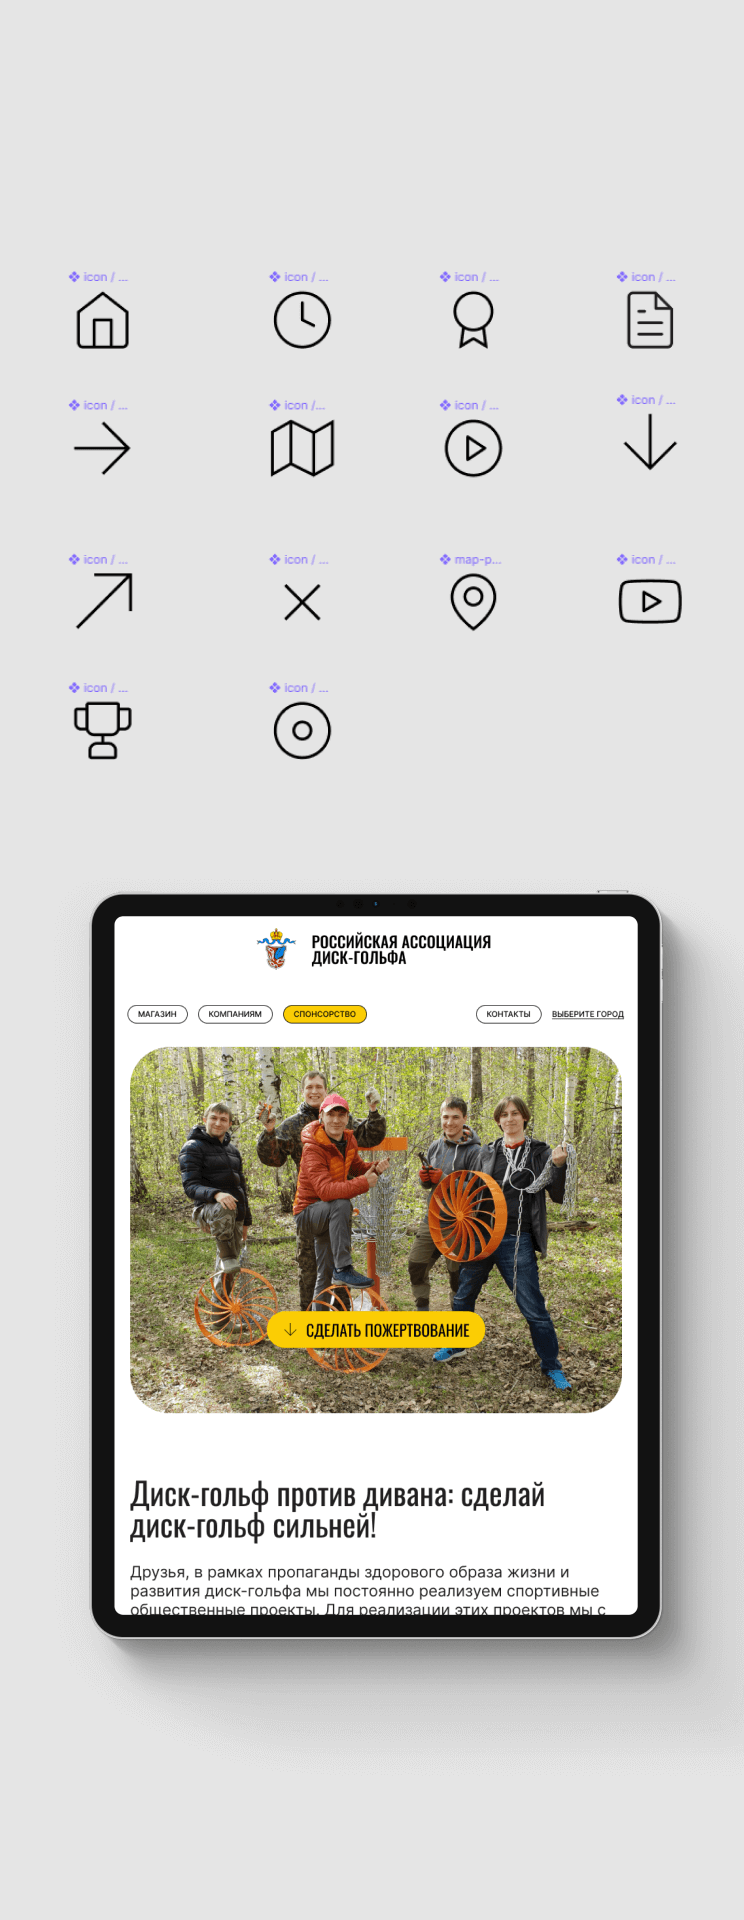 icon / ...
icon / ...
icon / ...
icon / ...
icon / ...
icon /...
icon / ...
icon / ...
icon / ...
icon / ...
map-p...
icon / ...
icon / ...
icon / ...
РОССИЙСКАЯ АССОЦИАЦИЯ
ДИСК-ГОЛЬФА
МАГАЗИН
КОМПАНИЯМ
СПОНСОРСТВО
КОНТАКТЫ
ВЫБЕРИТЕ ГОРОД
СДЕЛАТЬ ПОЖЕРТВОВАНИЕ
Диск-гольф против дивана: сделай
диск-гольф сильней!
Друзья, в рамках пропаганды здорового образа жизни и
развития диск-гольфа мы постоянно реализуем спортивные
общественные проекты. Для реализации этих проектов мы с